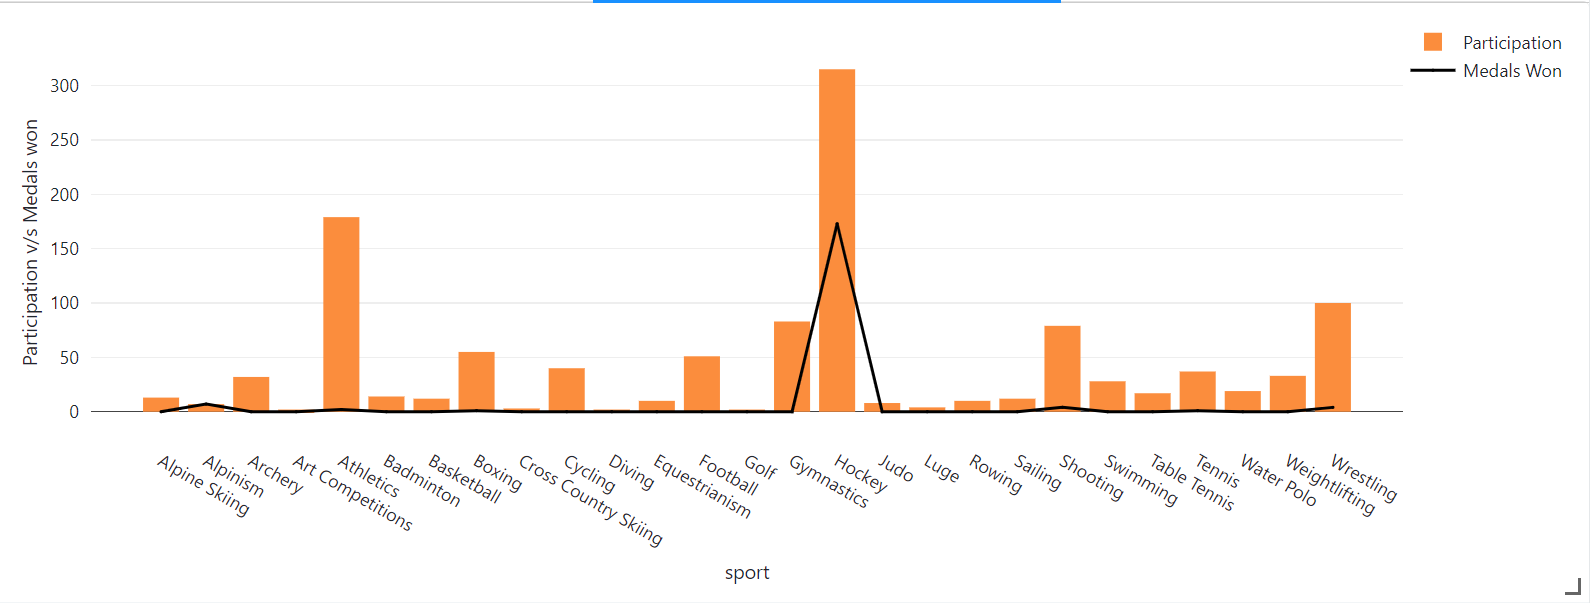 Participation
Medals Won
Participation v/s Medals won
300
250
200
150
100
50
0
Alpine Skiing
Alpinism
Archery
Art Competitions
Athletics
Badminton
Basketball
Boxing
Cross Country Skiing
Cycling
Diving
Equestrianism
Football
Golf
Gymnastics
Hockey
Judo
Luge
Rowing
Sailing
Shooting
Swimming
Table Tennis
Tennis
Water Polo
Weightlifting
Wrestling
sport